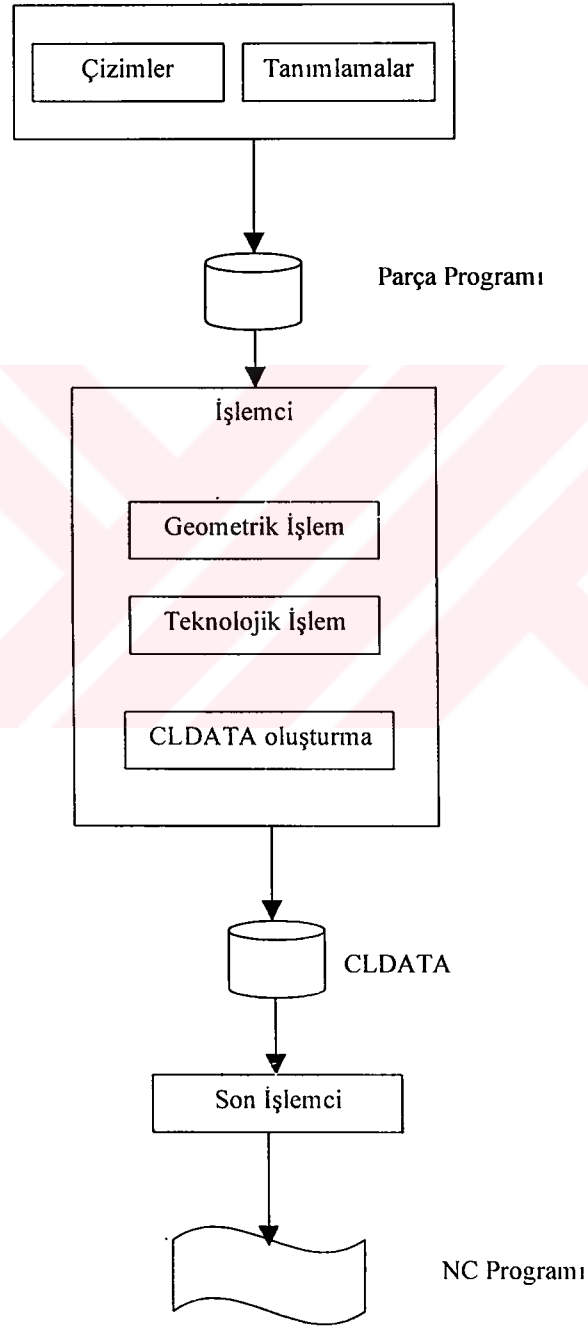 Çizimler
Tanımlamalar
Parça Programı
İşlemci
Geometrik İşlem
Teknolojik İşlem
CLDATA oluşturma
CLDATA
Son İşlemci
NC Programı